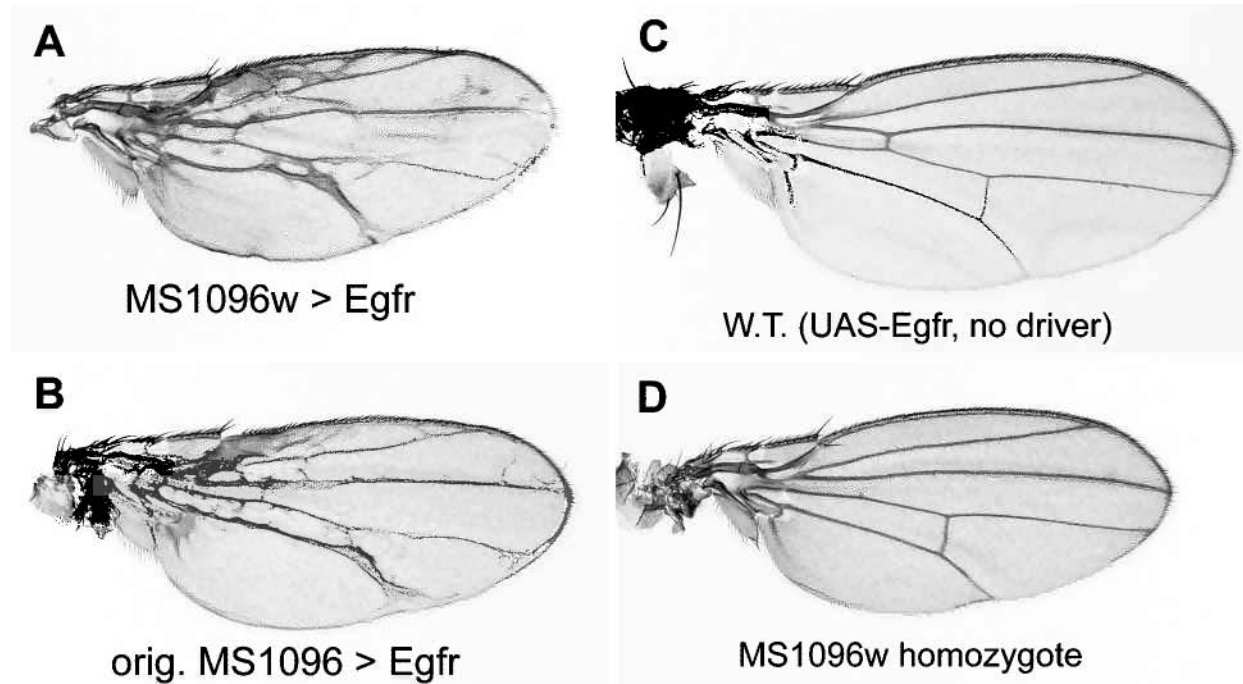 A
MS1096w > Egfr
B
orig. MS1096 > Egfr
C
W.T. (UAS-Egfr, no driver)
D
MS1096w homozygote